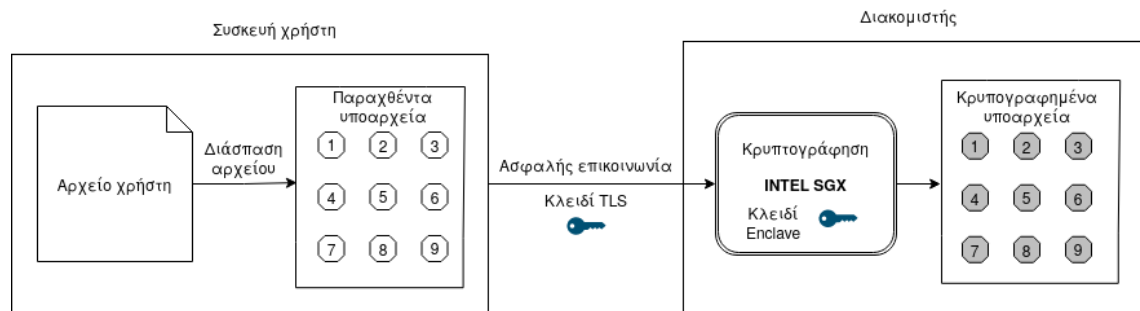 Συσκευή χρήστη
Διακομιστής
Αρχείο χρήστη
Διάσπαση
αρχείου
Παραχθέντα
υποαρχεία
1 2 3
4 5 6
7 8 9
Ασφαλής επικοινωνία
Κλειδί TLS
Κρυπτογράφηση
INTEL SGX
Κλειδί
Enclave
Κρυπογραφημένα
υποαρχεία
1 2 3
4 5 6
7 8 9